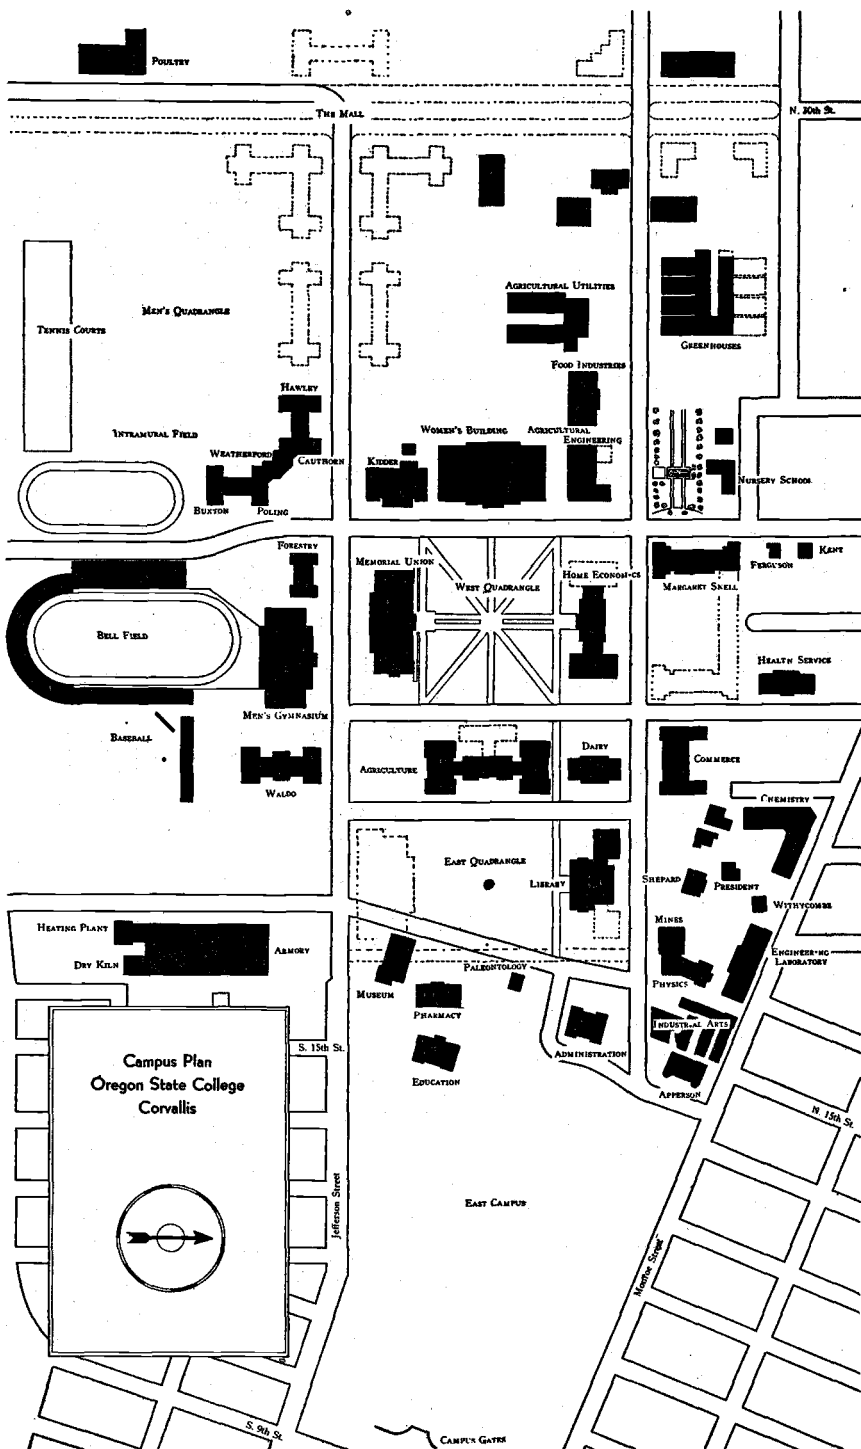 POULTRY
THE MALL
N. 30th St.
MEN'S QUADRANGLE
TENNIS COURTS
AGRICULTURAL UTILITIES
GREENHOUSES
FOOD INDUSTRIES
HAWLEY
INTRAMURAL FIELD
WOMEN'S BUILDING
AGRICULTURAL
ENGINEERING
WEATHERFORD
CAUTHORN
KIDDER
NURSERY SCHOOL
BUXTON
POLING
FORESTRY
MEMORIAL UNION
WEST QUADRANGLE
HOME ECONOMICS
MARGARET SNELL
FERGUSON
KENT
BELL FIELD
HEALTH SERVICE
MEN'S GYMNASIUM
BASEBALL
AGRICULTURE
DAIRY
COMMERCE
WALDO
CHEMISTRY
EAST QUADRANGLE
LIBRARY
SHEPARD
PRESIDENT
WITHYCOMBE
MINES
HEATING PLANT
ARMORY
ENGINEERING
LABORATORY
DRY KILN
PALEONTOLOGY
PHYSICS
MUSEUM
PHARMACY
INDUSTRIAL ARTS
S. 15th St.
ADMINISTRATION
EDUCATION
APPERSON
N. 15th St.
Campus Plan
Oregon State College
Corvallis
Jefferson Street
EAST CAMPUS
Monroe Street
S. 9th St.
CAMPUS GATES